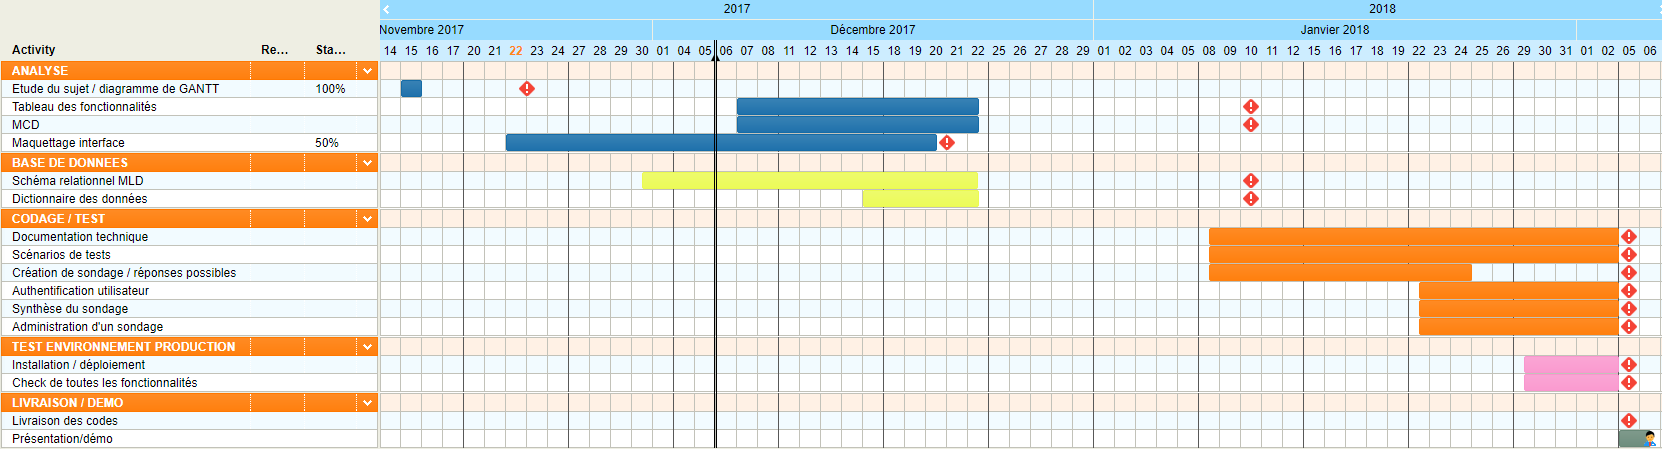 2017 2018
Novembre 2017 Décembre 2017 Janvier 2018
Activity Re... Sta... 14 15 16 17 20 21 22 23 24 27 28 29 30 01 04 05 06 07 08 11 12 13 14 15 18 19 20 21 22 25 26 27 28 29 01 02 03 04 05 08 09 10 11 12 15 16 17 18 19 22 23 24 25 26 29 30 31 01 02 05 06
ANALYSE
Etude du sujet / diagramme de GANTT 100%
Tableau des fonctionnalités
MCD
Maquettage interface 50%
BASE DE DONNEES
Schéma relationnel MLD
Dictionnaire des données
CODAGE / TEST
Documentation technique
Scénarios de tests
Création de sondage / réponses possibles
Authentification utilisateur
Synthèse du sondage
Administration d'un sondage
TEST ENVIRONNEMENT PRODUCTION
Installation / déploiement
Check de toutes les fonctionnalités
LIVRAISON / DEMO
Livraison des codes
Présentation/démo